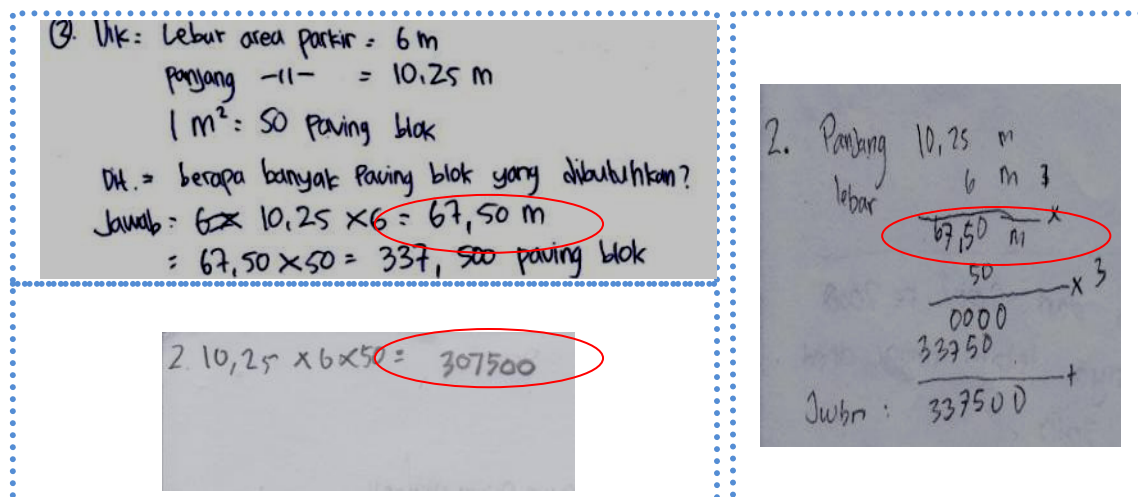 2. Dik: Lebar area parkir = 6 m
panjang -11- = 10.25 m
1 m²: 50 paving blok
Dit. = berapa banyak paving blok yang dibutuhkan?
Jawab = 10.25 x 6 = 67,50 m
= 67,50 x 50 = 337, 500 paving blok
2. 10,25 x 6 x 50 = 307500
2. Panjang 10,25 m
lebar 6 m
x
67,50 m
50
x 3
0000
33750
+
Jwbn : 337500